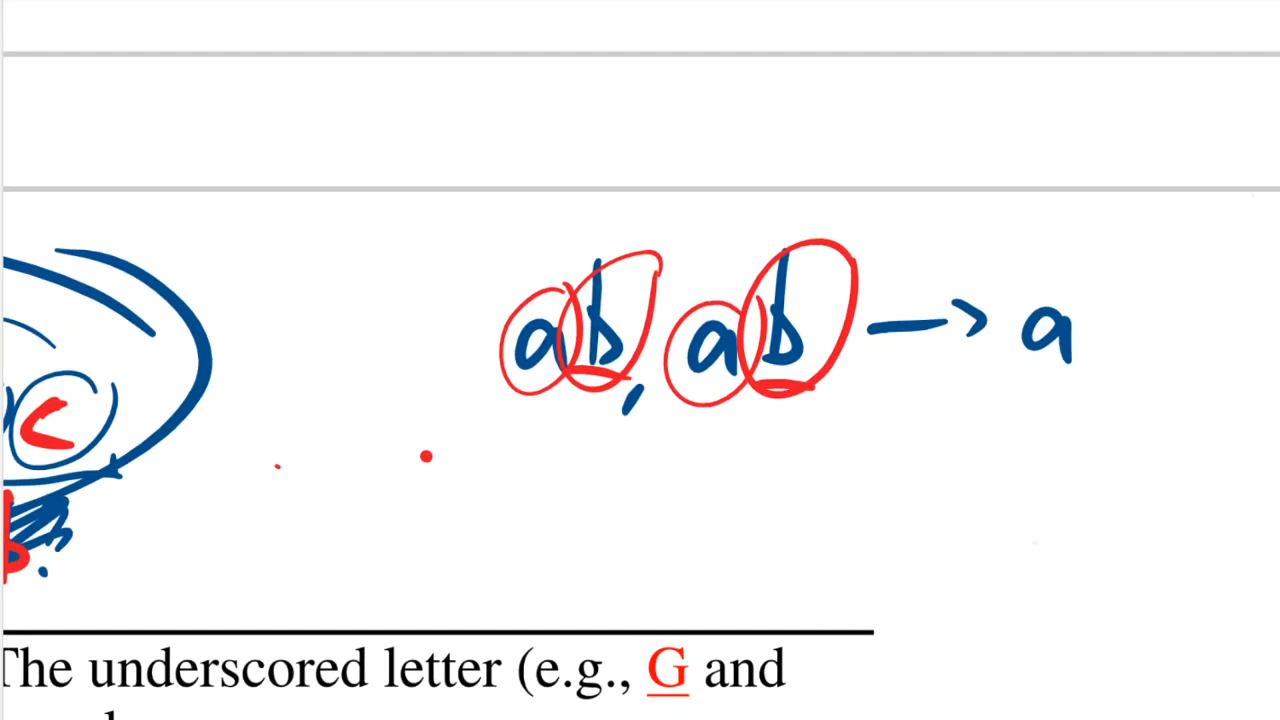 ab, ab → a
c
b.
The underscored letter (e.g., G and